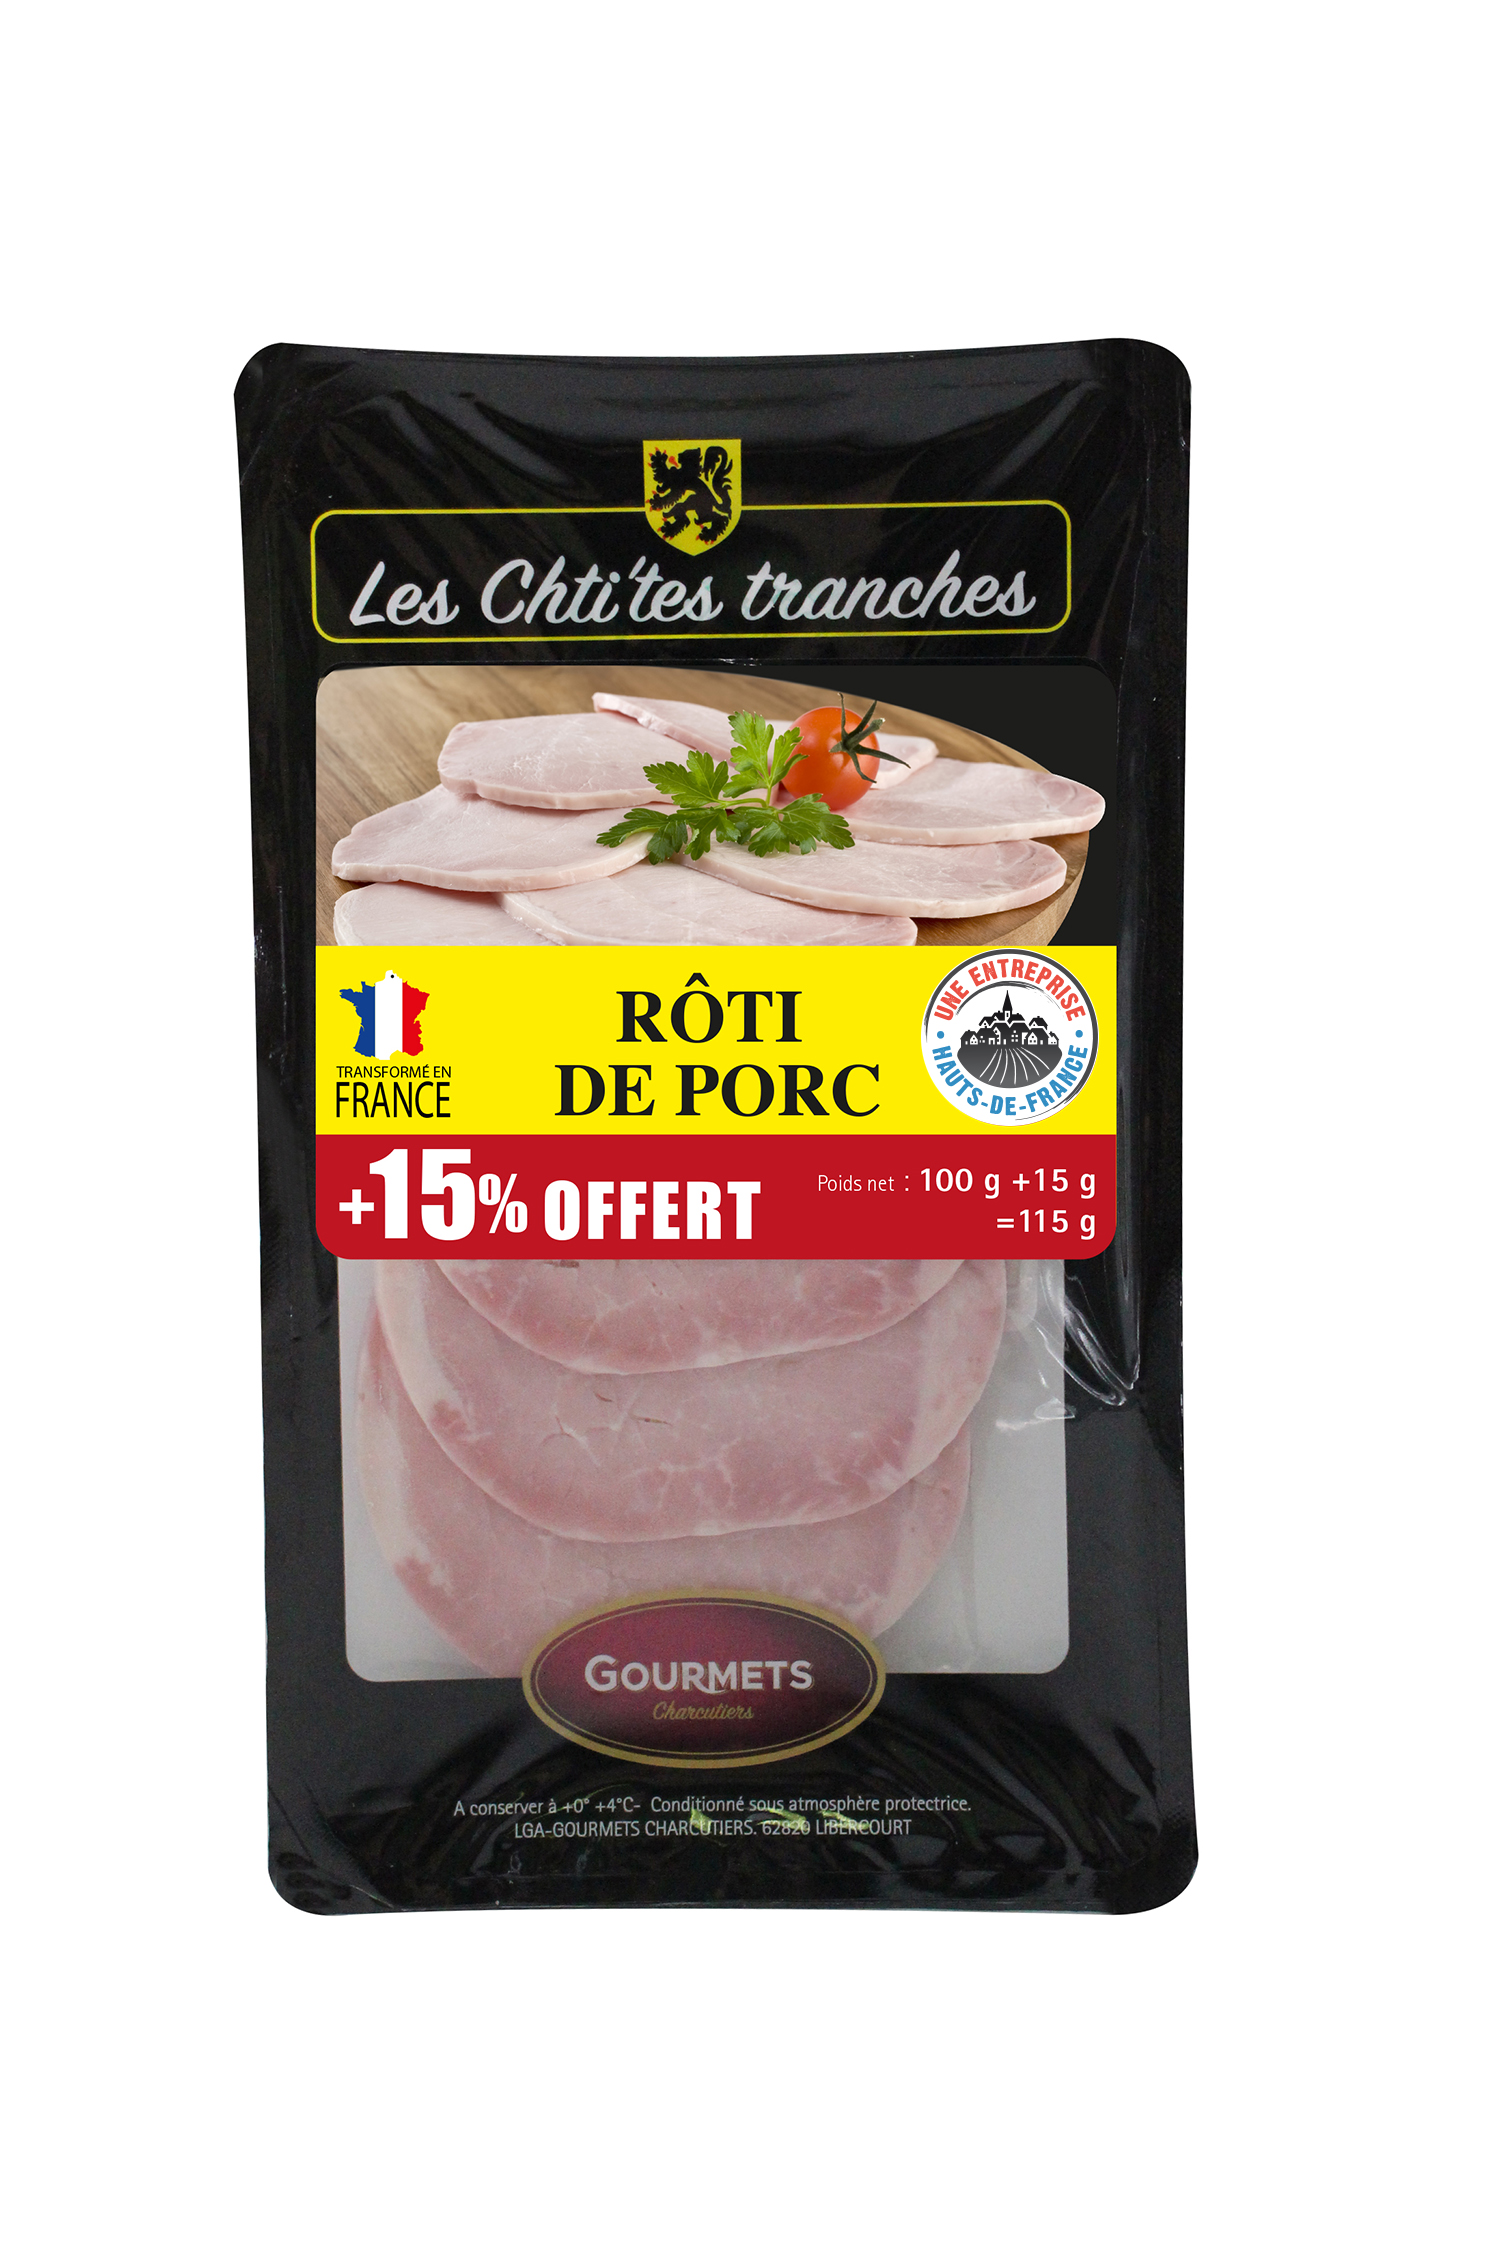 Les Chti'tes tranches
TRANSFORMÉ EN
FRANCE
RÔTI
DE PORC
UNE ENTREPRISE
HAUTS-DE-FRANCE
+15% OFFERT
Poids net : 100 g +15 g
=115 g
GOURMETS
Charcutiers
A conserver à +0° +4°C- Conditionné sous atmosphère protectrice.
LGA-GOURMETS CHARCUTIERS. 62820 LIBERCOURT